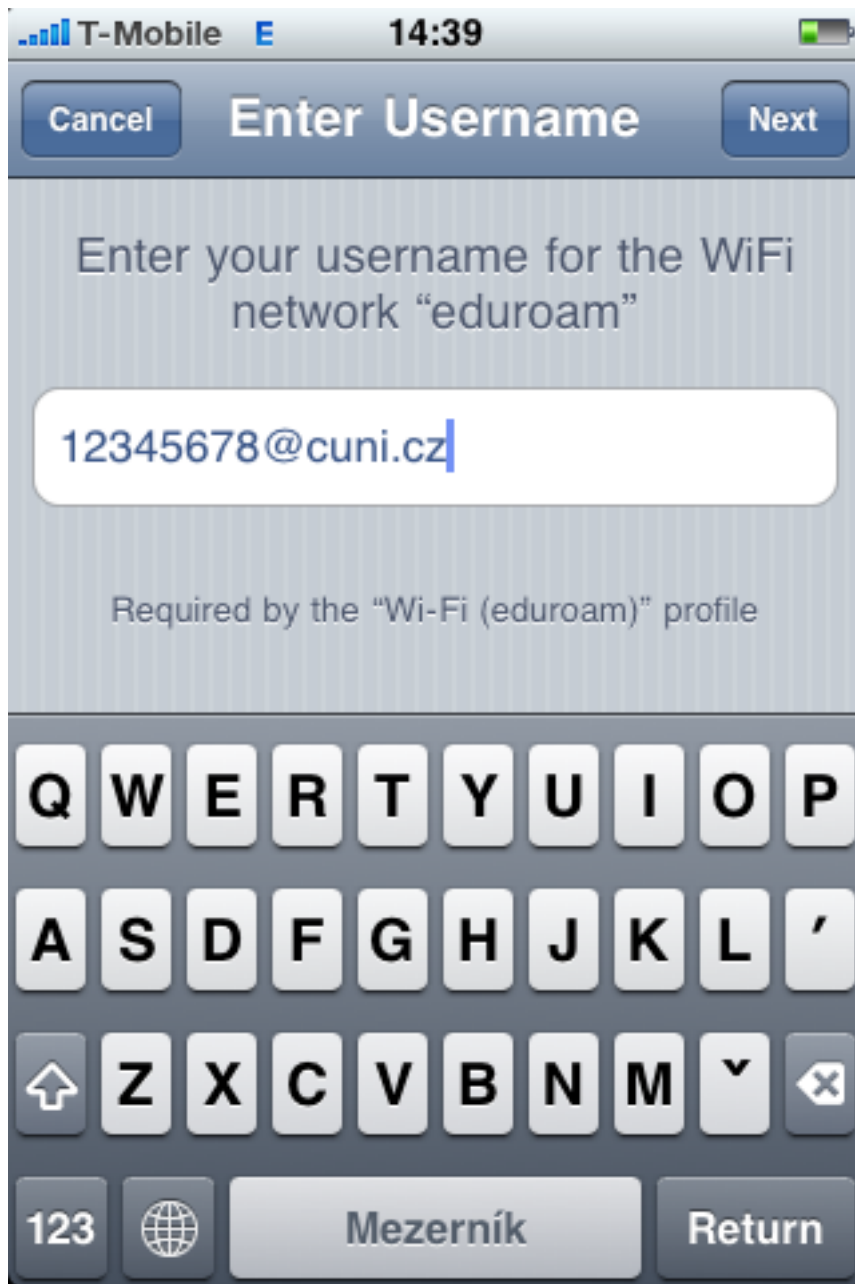 T-Mobile E 14:39
Cancel Enter Username Next
Enter your username for the WiFi
network “eduroam”
12345678@cuni.cz
Required by the “Wi-Fi (eduroam)” profile
Q W E R T Y U I O P
A S D F G H J K L ´
Z X C V B N M ˇ
123 Mezerník Return